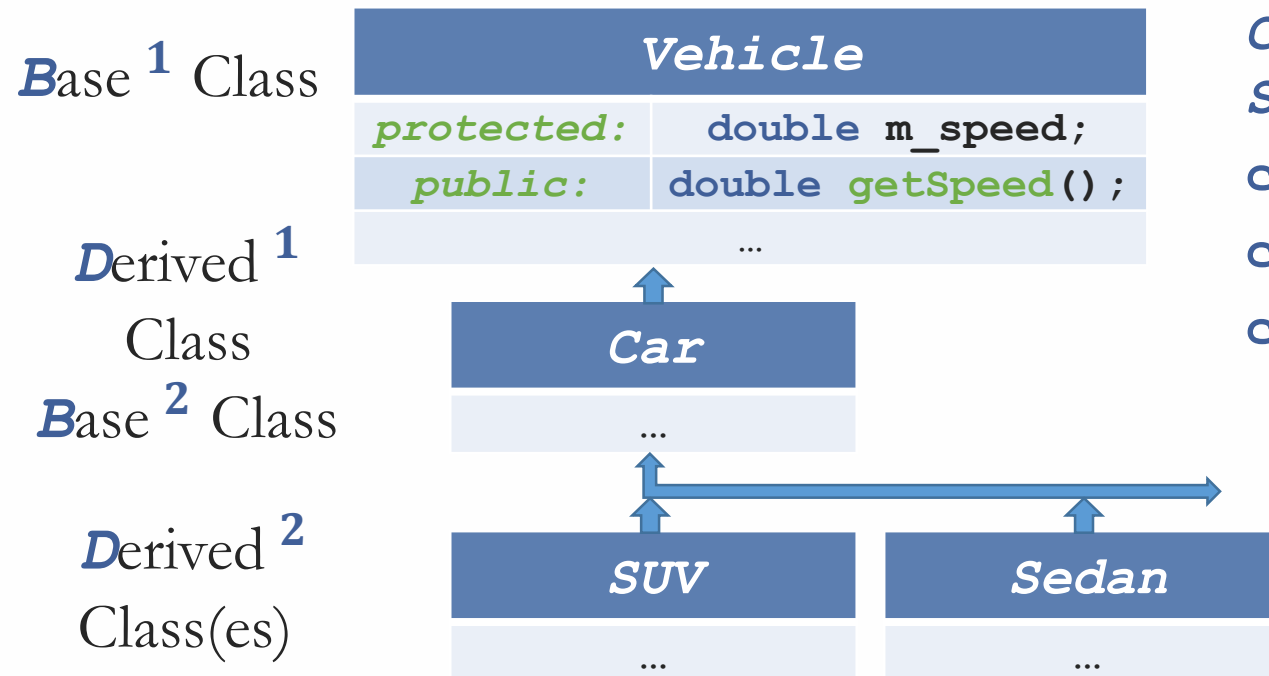 Base 1 Class
Vehicle
protected: double m_speed;
public: double getSpeed();
…
Derived 1
Class
Base 2 Class
Car
…
Derived 2
Class(es)
SUV
Sedan
…
…